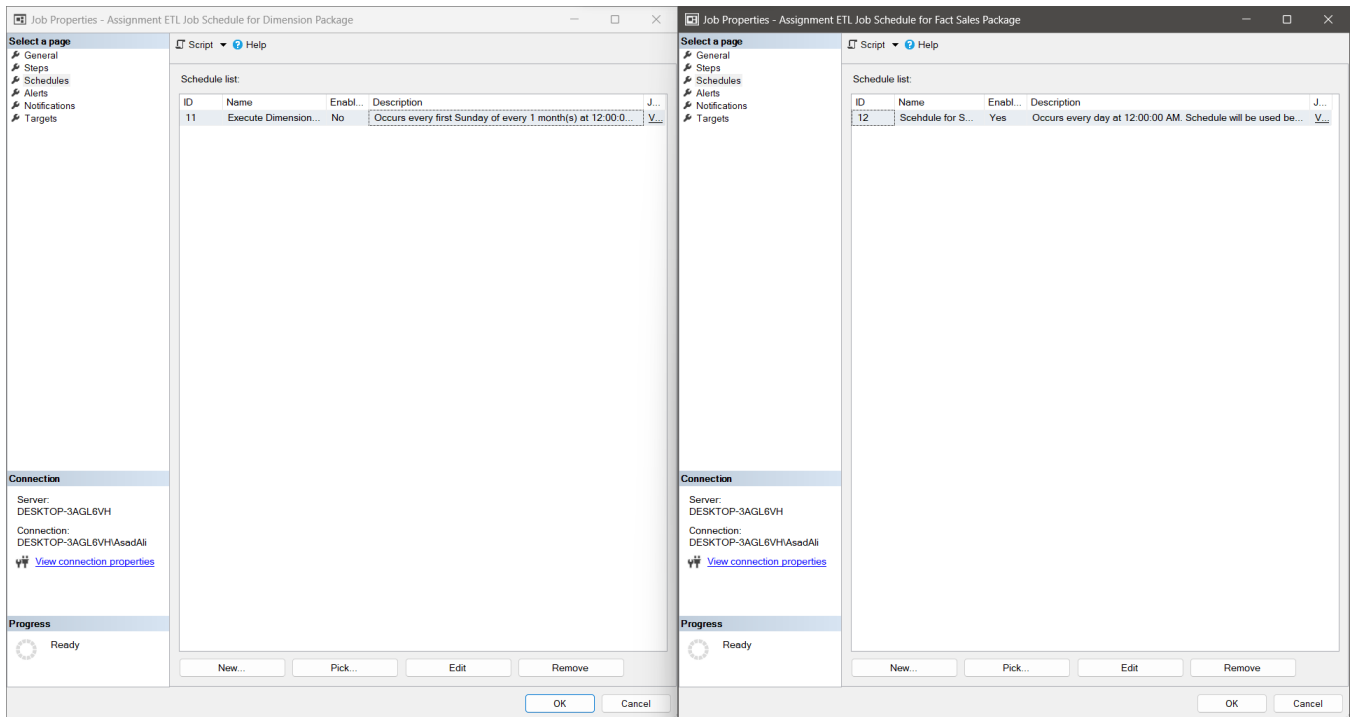 Job Properties - Assignment ETL Job Schedule for Dimension Package
Select a page
General
Steps
Schedules
Alerts
Notifications
Targets
Script Help
Schedule list:
ID Name Enabl... Description J...
11 Execute Dimension... No Occurs every first Sunday of every 1 month(s) at 12:00:0... V...
Connection
Server:
DESKTOP-3AGL6VH
Connection:
DESKTOP-3AGL6VH\AsadAli
View connection properties
Progress
Ready
New... Pick... Edit Remove
OK Cancel
Job Properties - Assignment ETL Job Schedule for Fact Sales Package
Select a page
General
Steps
Schedules
Alerts
Notifications
Targets
Script Help
Schedule list:
ID Name Enabl... Description J...
12 Scehdule for S... Yes Occurs every day at 12:00:00 AM. Schedule will be used be... V...
Connection
Server:
DESKTOP-3AGL6VH
Connection:
DESKTOP-3AGL6VH\AsadAli
View connection properties
Progress
Ready
New... Pick... Edit Remove
OK Cancel